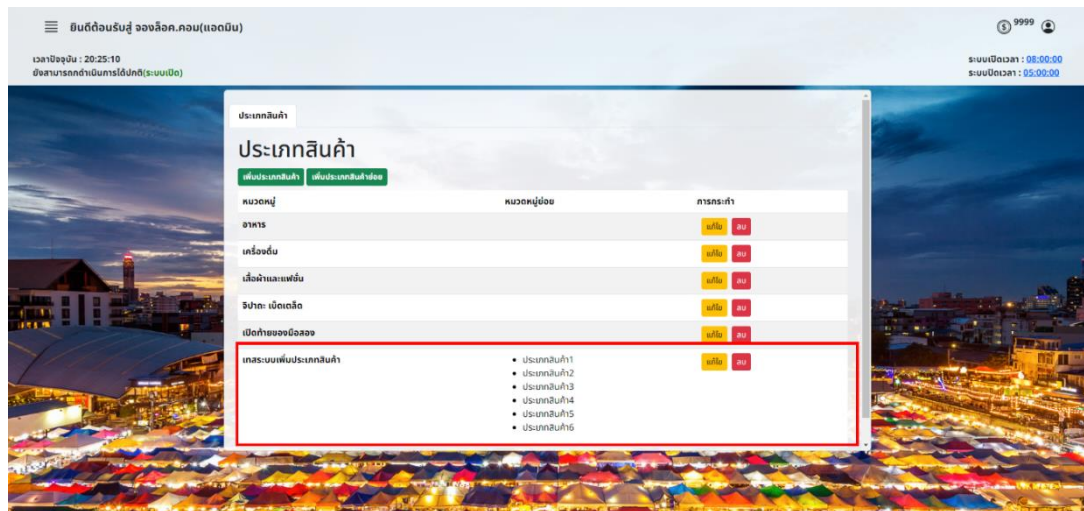 ยินดีต้อนรับสู่ จองล็อค.คอม(แอดมิน)
9999
เวลาปัจจุบัน : 20:25:10
ยังสามารถกดำเนินการได้ปกติ(ระบบเปิด)
ระบบเปิดเวลา : 08:00:00
ระบบปิดเวลา : 05:00:00
ประเภทสินค้า
ประเภทสินค้า
เพิ่มประเภทสินค้า เพิ่มประเภทสินค้าย่อย
หมวดหมู่ หมวดหมู่ย่อย การกระทำ
อาหาร แก้ไข ลบ
เครื่องดื่ม แก้ไข ลบ
เสื้อผ้าและแฟชั่น แก้ไข ลบ
จิปาถะ เบ็ดเตล็ด แก้ไข ลบ
เปิดท้ายของมือสอง แก้ไข ลบ
เทสระบบเพิ่มประเภทสินค้า ประเภทสินค้า1 แก้ไข ลบ
ประเภทสินค้า2
ประเภทสินค้า3
ประเภทสินค้า4
ประเภทสินค้า5
ประเภทสินค้า6